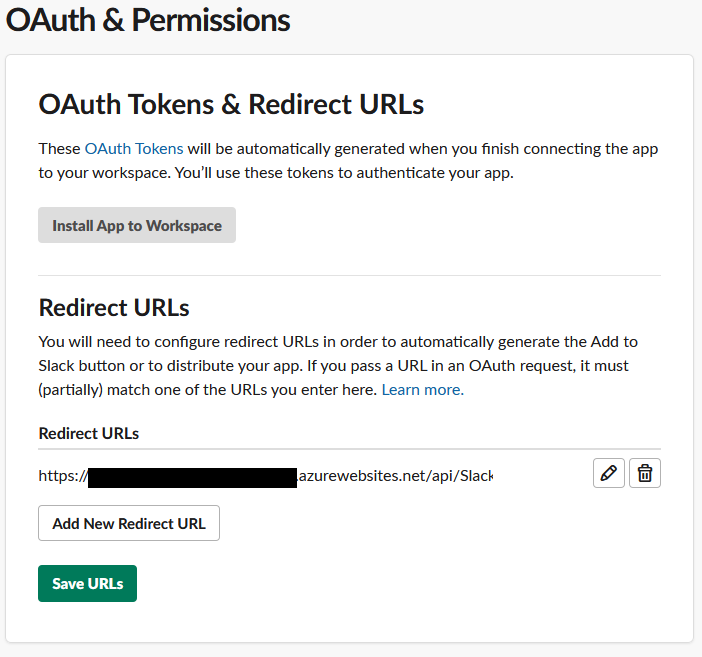 OAuth & Permissions
OAuth Tokens & Redirect URLs
These OAuth Tokens will be automatically generated when you finish connecting the app
to your workspace. You’ll use these tokens to authenticate your app.
Install App to Workspace
Redirect URLs
You will need to configure redirect URLs in order to automatically generate the Add to
Slack button or to distribute your app. If you pass a URL in an OAuth request, it must
(partially) match one of the URLs you enter here. Learn more.
Redirect URLs
https:// .azurewebsites.net/api/Slack
Add New Redirect URL
Save URLs